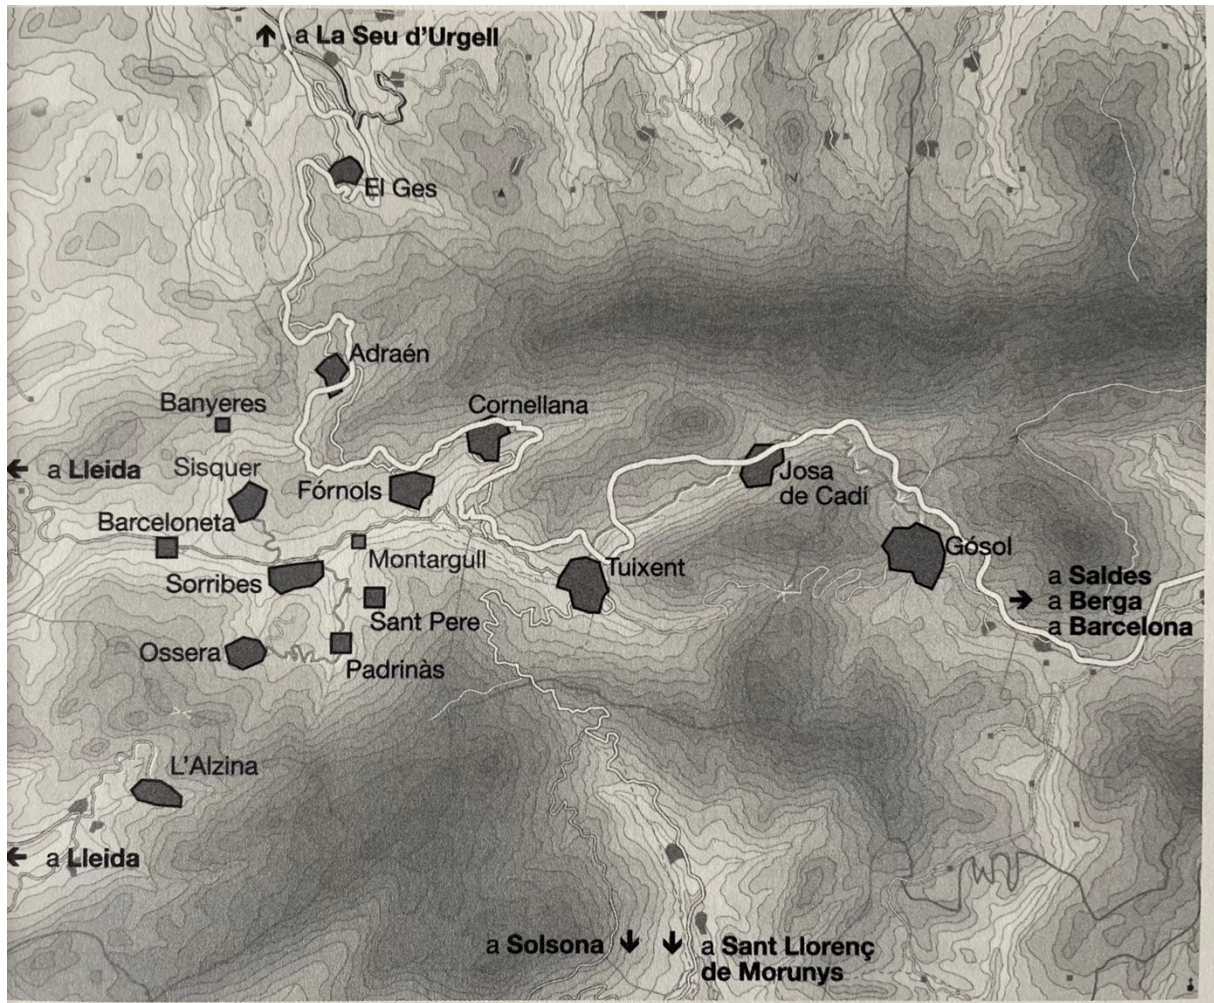 a La Seu d'Urgell
El Ges
Adraén
Banyeres
Cornellana
a Lleida
Sisquer
Fórnols
Josa
de Cadí
Barceloneta
Gósol
Montargull
Tuixent
Sorribes
a Saldes
a Berga
a Barcelona
Sant Pere
Ossera
Padrinàs
L'Alzina
a Lleida
a Solsona
a Sant Llorenç
de Morunys